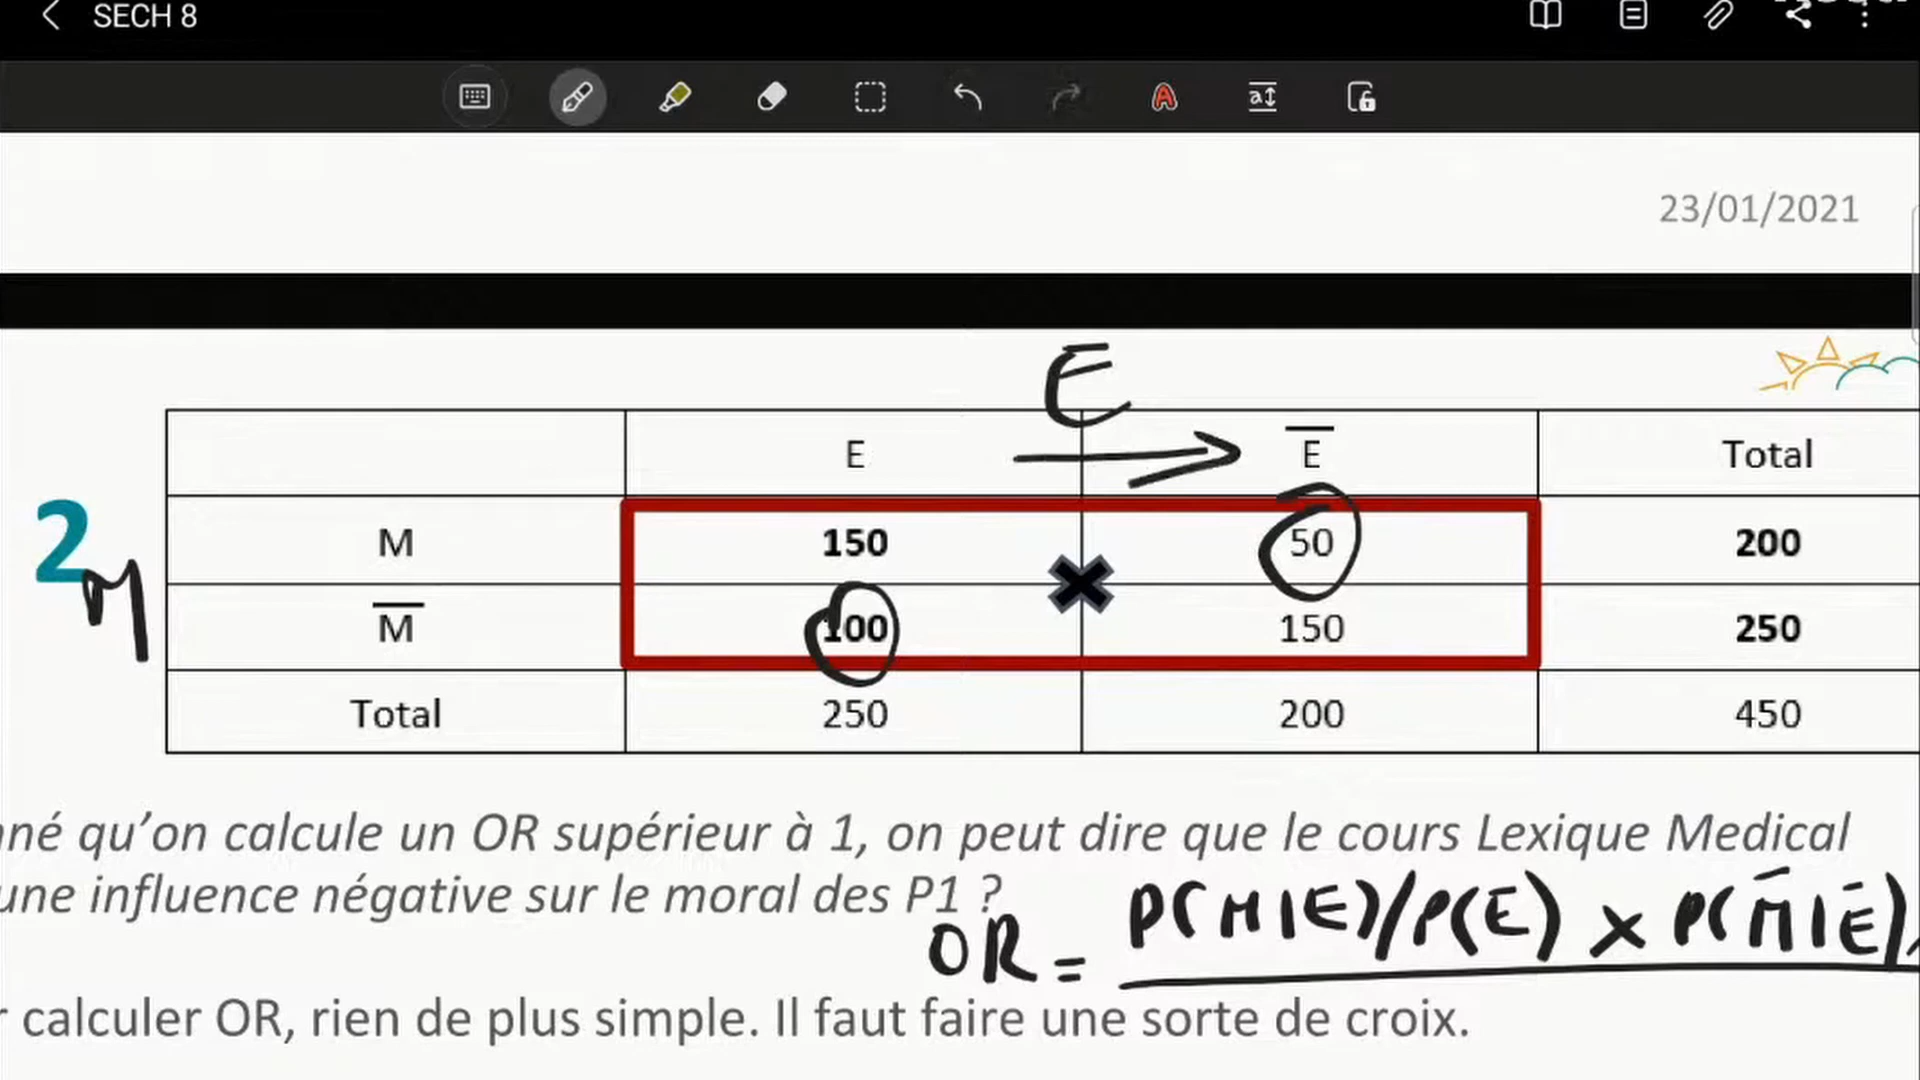 SECH 8
23/01/2021
E
E E̅ Total
2 M 150 50 200
M
M̅ 100 150 250
Total 250 200 450
nné qu'on calcule un OR supérieur à 1, on peut dire que le cours Lexique Medical
une influence négative sur le moral des P1 ?
OR = P(M|E)/P(E) × P(M̅|E̅)
r calculer OR, rien de plus simple. Il faut faire une sorte de croix.